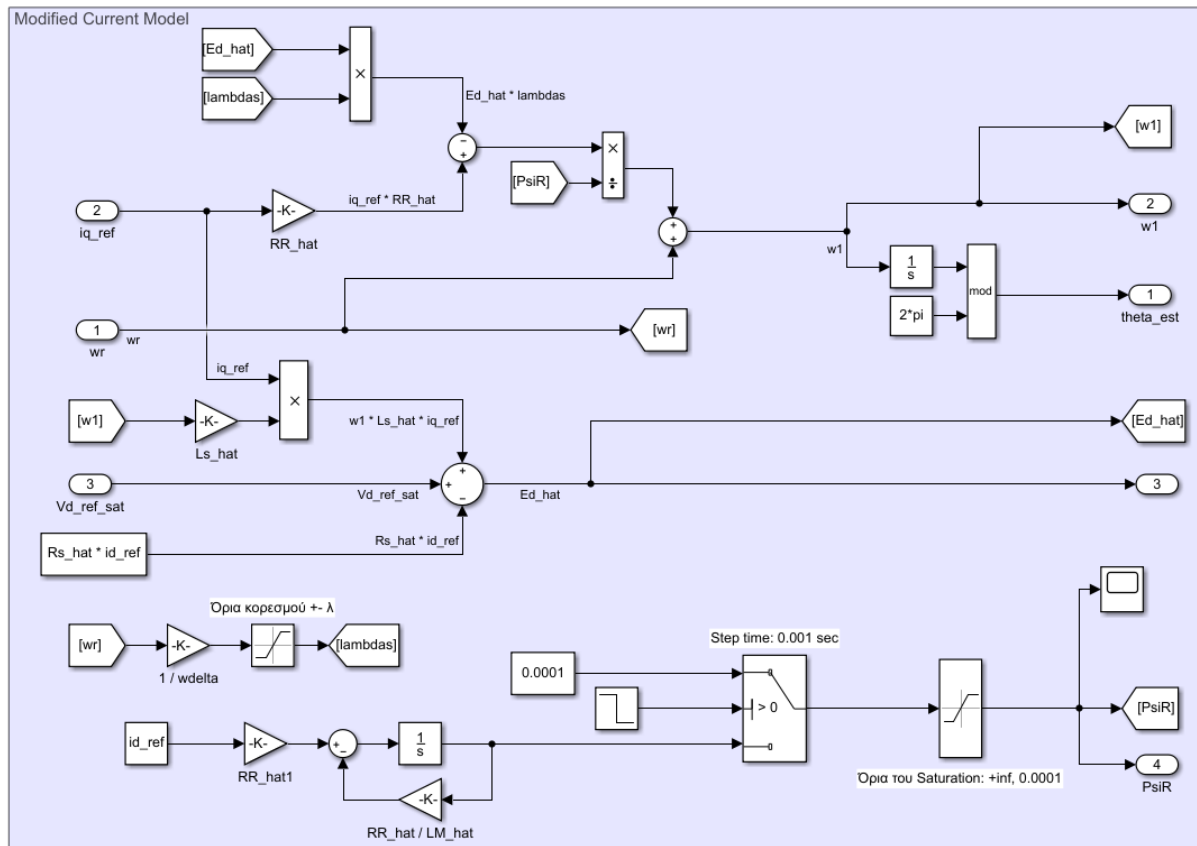 Modified Current Model
[Ed_hat]
[lambdas]
×
Ed_hat * lambdas
−
+
[PsiR]
×
÷
[w1]
2
iq_ref
-K-
RR_hat
iq_ref * RR_hat
+
+
w1
2
w1
1
s
2*pi
mod
1
theta_est
1
wr
wr
[wr]
iq_ref
[w1]
-K-
Ls_hat
×
w1 * Ls_hat * iq_ref
[Ed_hat]
3
Vd_ref_sat
Vd_ref_sat
+
+
−
Ed_hat
3
Rs_hat * id_ref
Rs_hat * id_ref
Όρια κορεσμού +- λ
[wr]
-K-
1 / wdelta
[lambdas]
Step time: 0.001 sec
0.0001
> 0
[PsiR]
Όρια του Saturation: +inf, 0.0001
4
PsiR
id_ref
-K-
RR_hat1
+
−
1
s
-K-
RR_hat / LM_hat